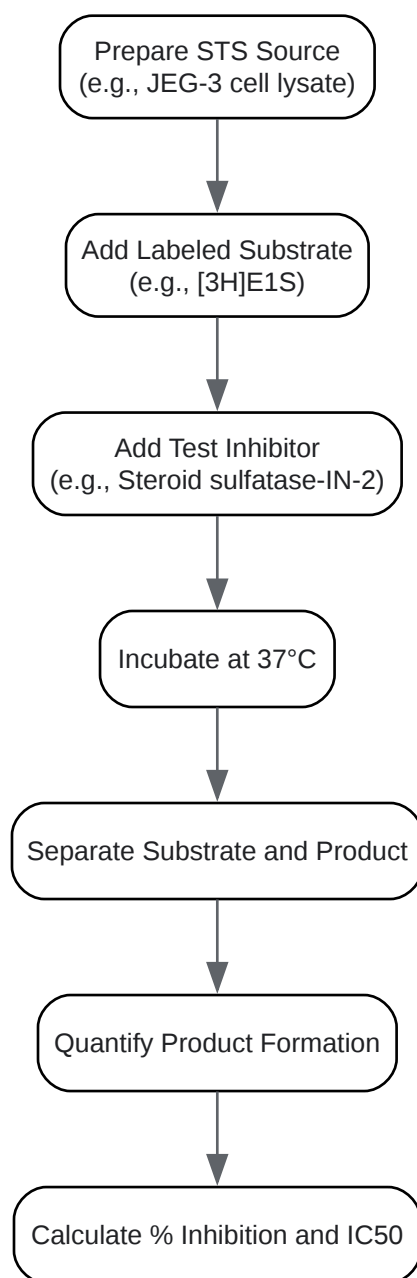 Prepare STS Source
(e.g., JEG-3 cell lysate)
Add Labeled Substrate
(e.g., [3H]E1S)
Add Test Inhibitor
(e.g., Steroid sulfatase-IN-2)
Incubate at 37°C
Separate Substrate and Product
Quantify Product Formation
Calculate % Inhibition and IC50